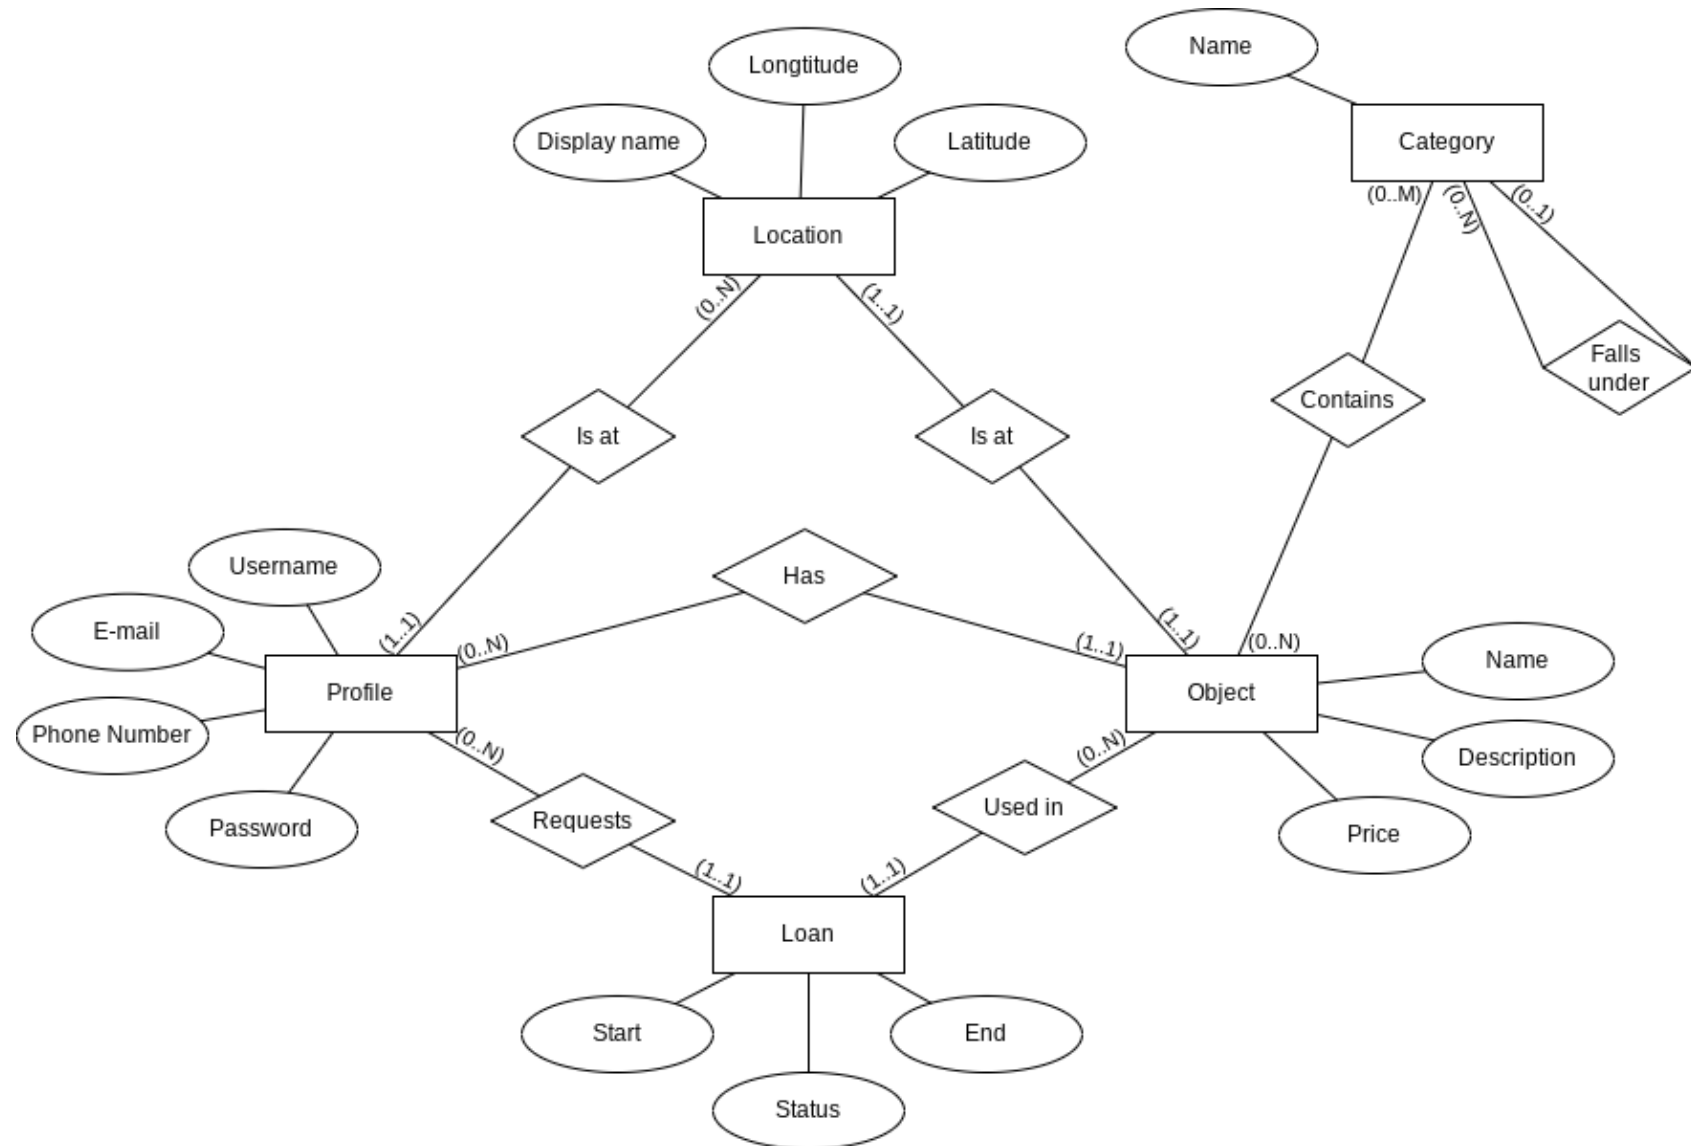 Name
Longtitude
Display name
Latitude
Category
(0..M)
(0..N)
(0..1)
Location
(0..N)
(1..1)
Falls
under
Contains
Is at
Is at
Username
Has
E-mail
(1..1)
(0..N)
(1..1)
(1..1)
(0..N)
Name
Profile
Object
Phone Number
(0..N)
(0..N)
Description
Requests
Used in
Password
Price
(1..1)
(1..1)
Loan
Start
End
Status